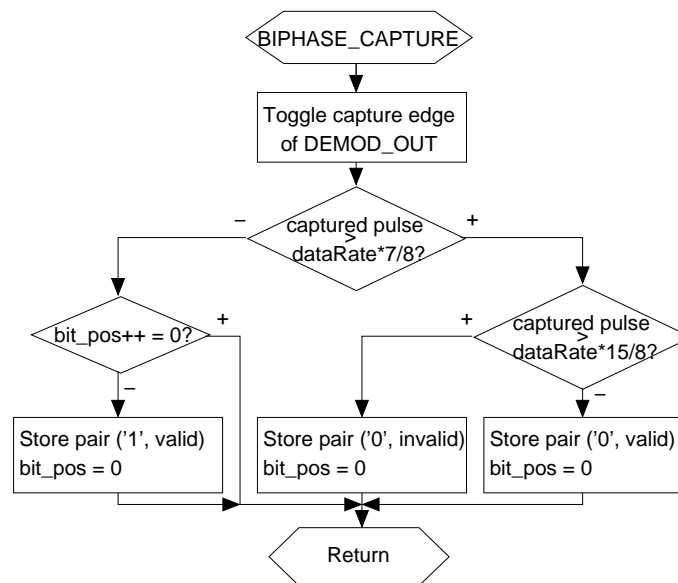 BIPHASE_CAPTURE
Toggle capture edge
of DEMOD_OUT
captured pulse
>
dataRate*7/8?
−
+
bit_pos++ = 0?
+
−
captured pulse
>
dataRate*15/8?
+
−
Store pair ('1', valid)
bit_pos = 0
Store pair ('0', invalid)
bit_pos = 0
Store pair ('0', valid)
bit_pos = 0
Return